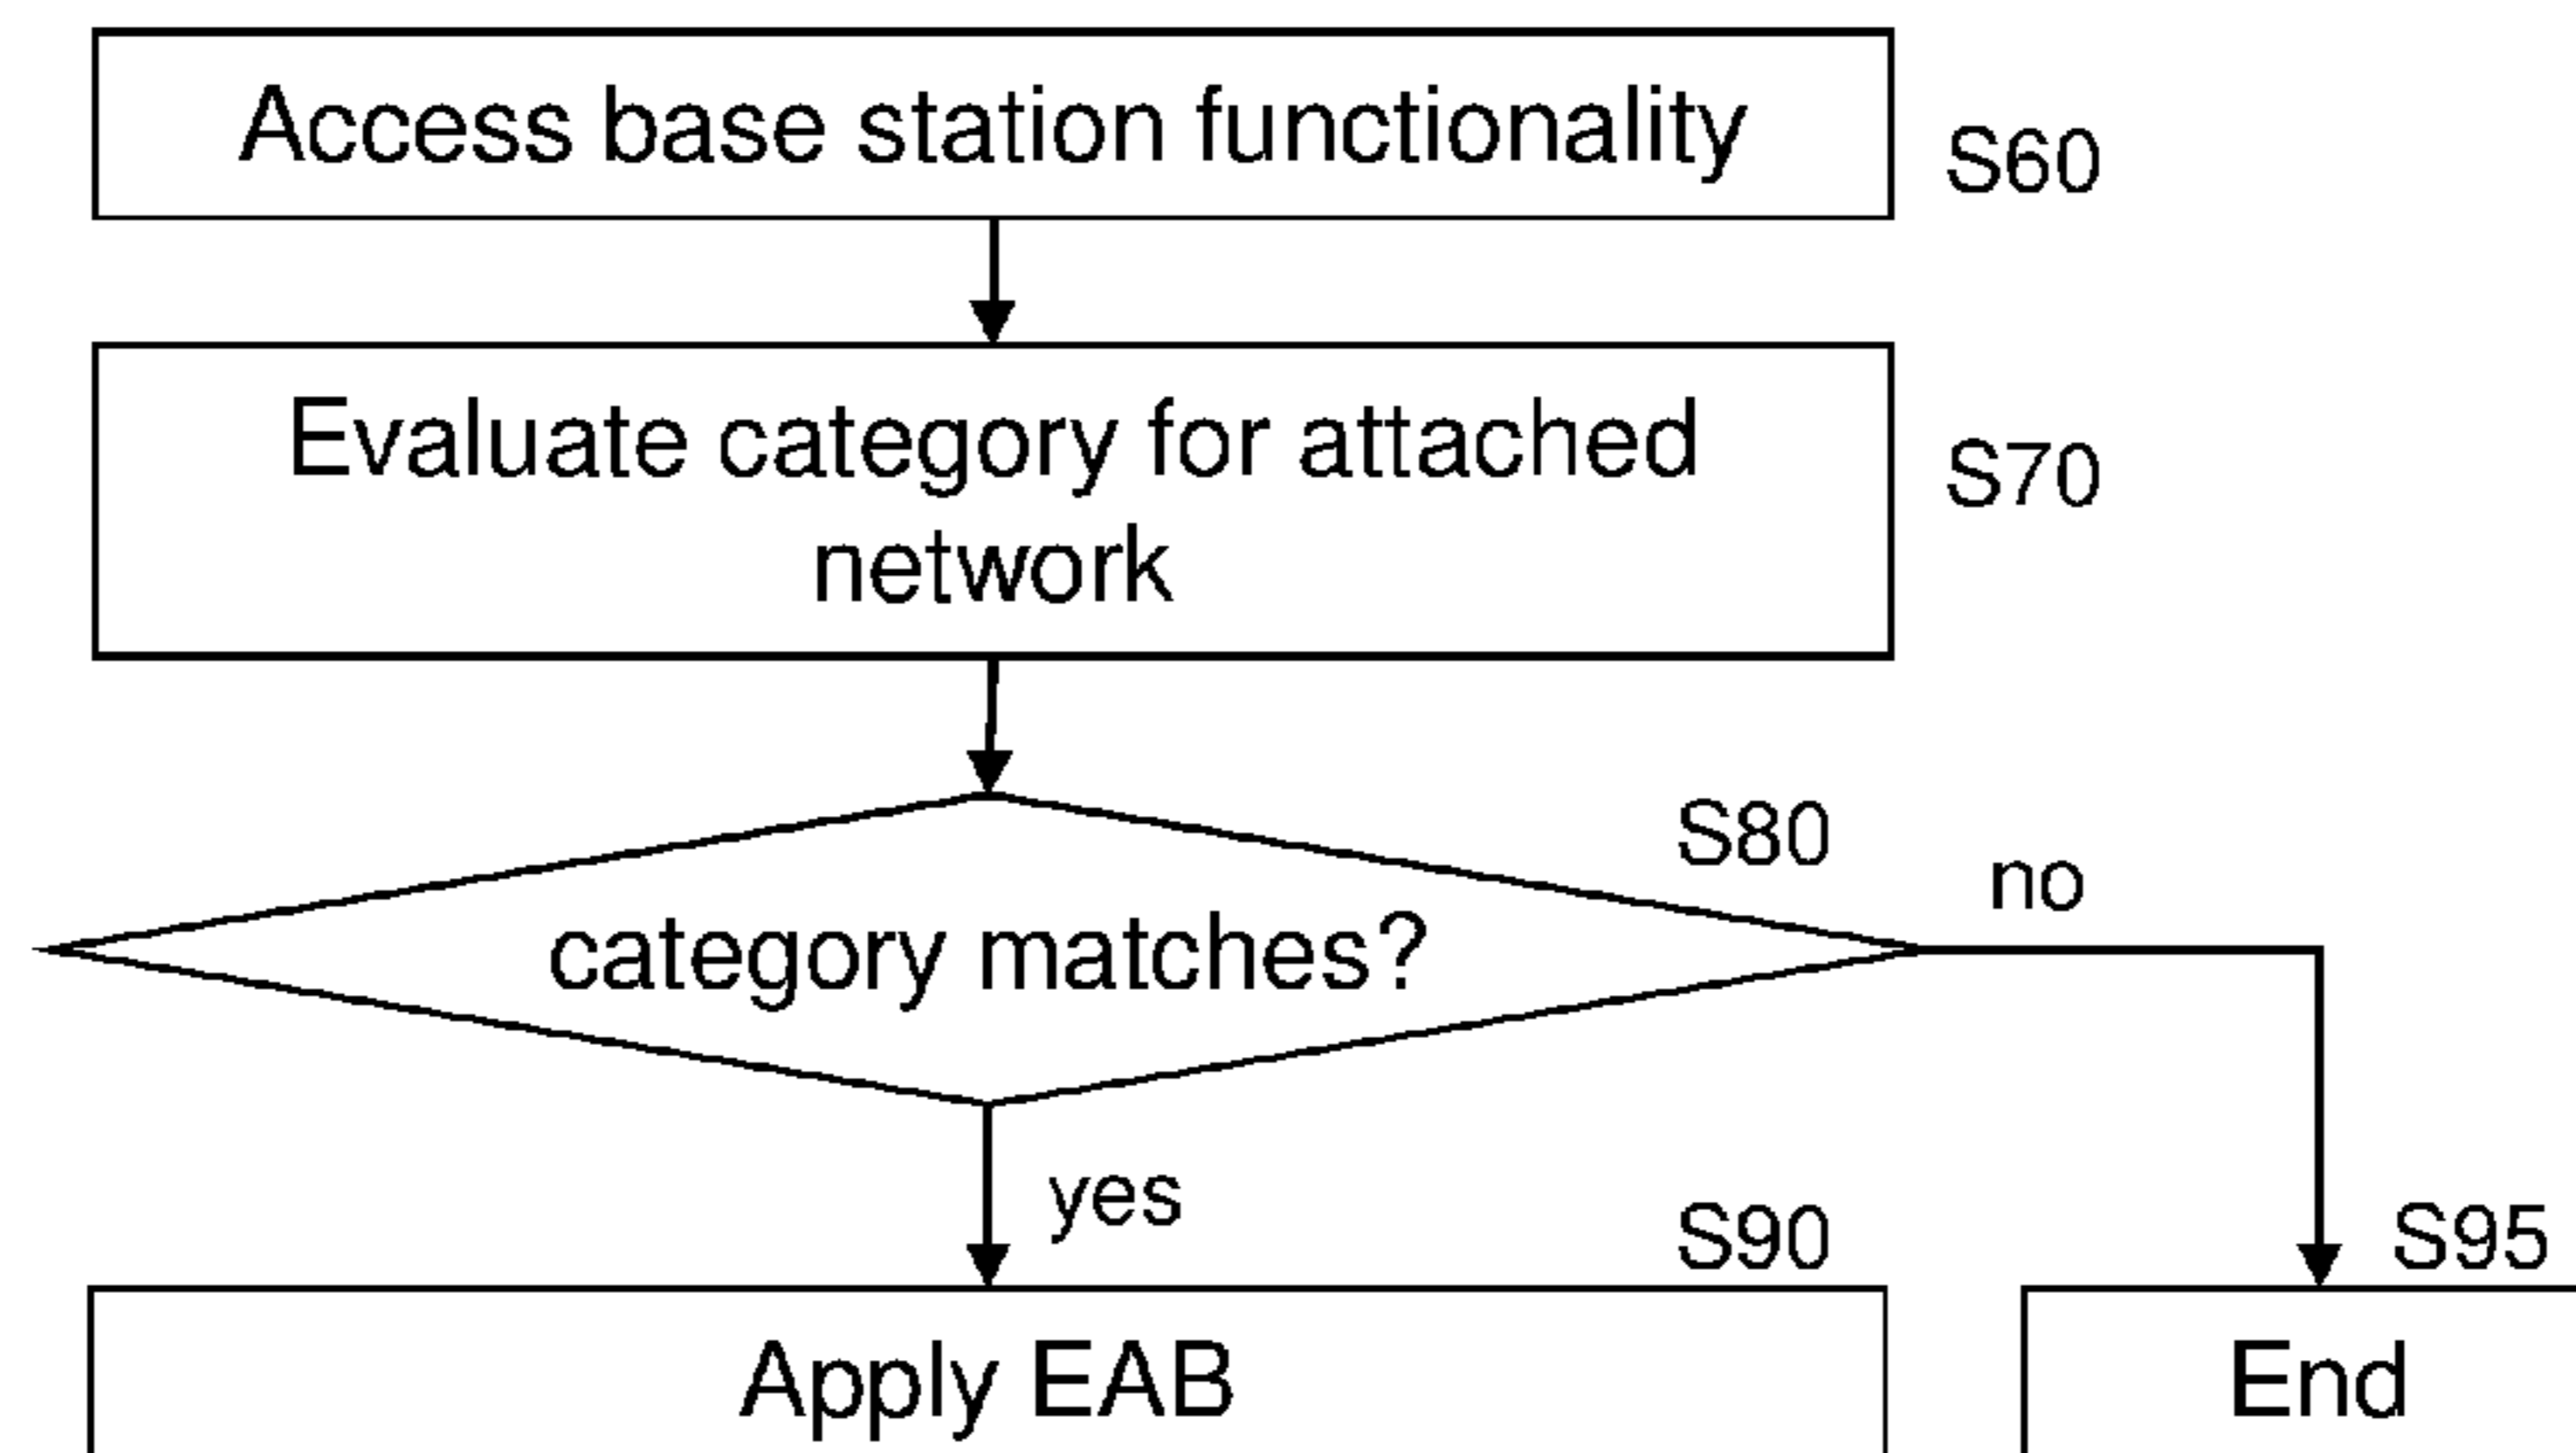 Access base station functionality
S60
Evaluate category for attached
network
S70
S80
no
category matches?
yes
S90
S95
Apply EAB
End